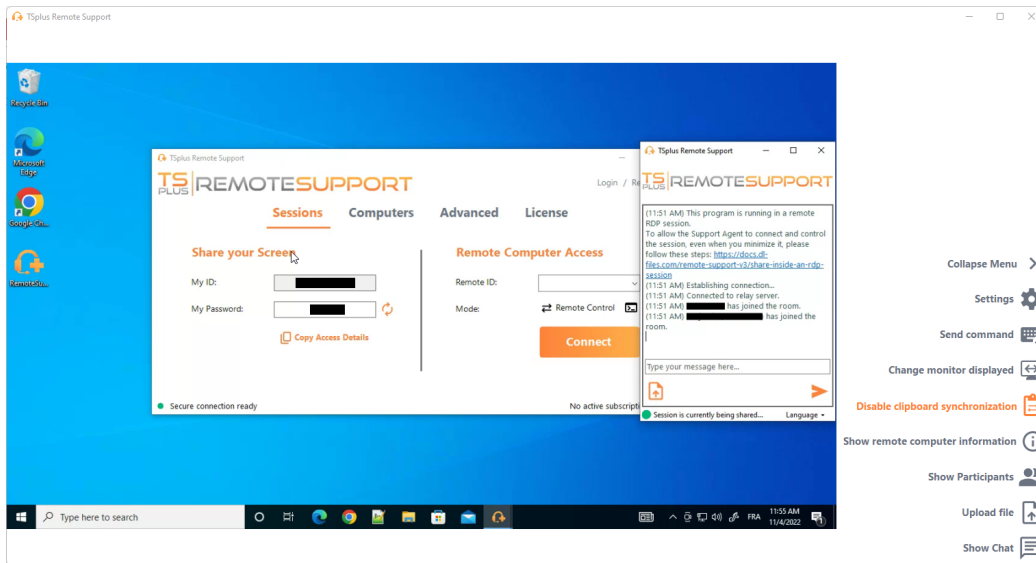 TSplus Remote Support
Recycle Bin
Microsoft
Edge
Google Ch...
RemoteSu...
TSplus Remote Support
TS PLUS REMOTESUPPORT
Login / Re
Sessions Computers Advanced License
Share your Screen
My ID:
My Password:
Copy Access Details
Remote Computer Access
Remote ID:
Mode:
Remote Control
Connect
Secure connection ready
No active subscripti
TSplus Remote Support
TS PLUS REMOTESUPPORT
(11:51 AM) This program is running in a remote
RDP session.
To allow the Support Agent to connect and control
the session, even when you minimize it, please
follow these steps: https://docs.dl-
files.com/remote-support-v3/share-inside-an-rdp-
session
(11:51 AM) Establishing connection...
(11:51 AM) Connected to relay server.
(11:51 AM) has joined the room.
(11:51 AM) has joined the
room.
Type your message here...
Session is currently being shared...
Language
Collapse Menu
Settings
Send command
Change monitor displayed
Disable clipboard synchronization
Show remote computer information
Show Participants
Upload file
Show Chat
Type here to search
FRA
11:55 AM
11/4/2022
1